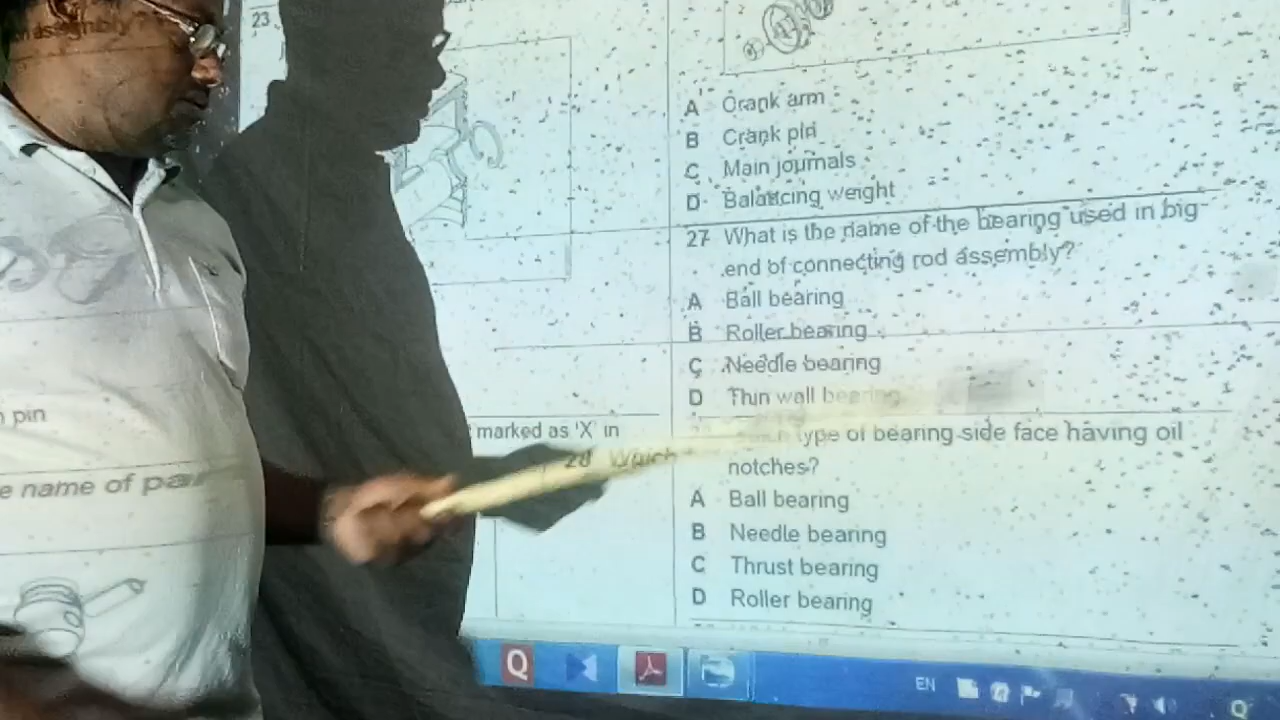 assembly?
23
A Crank arm
B Crank pin
C Main journals
D Balancing weight
27 What is the name of the bearing used in big
end of connecting rod assembly?
A Ball bearing
B Roller bearing
C Needle bearing
D Thin wall bearing
marked as 'X' in
28 Which
type of bearing side face having oil
notches?
A Ball bearing
B Needle bearing
C Thrust bearing
D Roller bearing
pin
e name of
EN